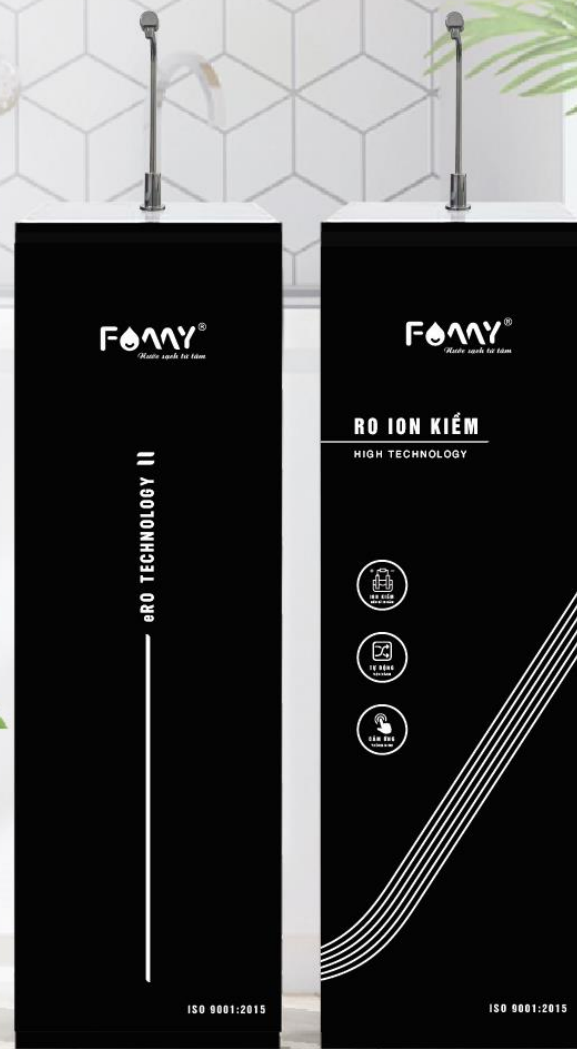 FAMY®
Nước sạch từ tâm
eRO TECHNOLOGY
ISO 9001:2015
FAMY®
Nước sạch từ tâm
RO ION KIỀM
HIGH TECHNOLOGY
ION KIỀM
TỰ ĐỘNG
CẢM ỨNG
ISO 9001:2015